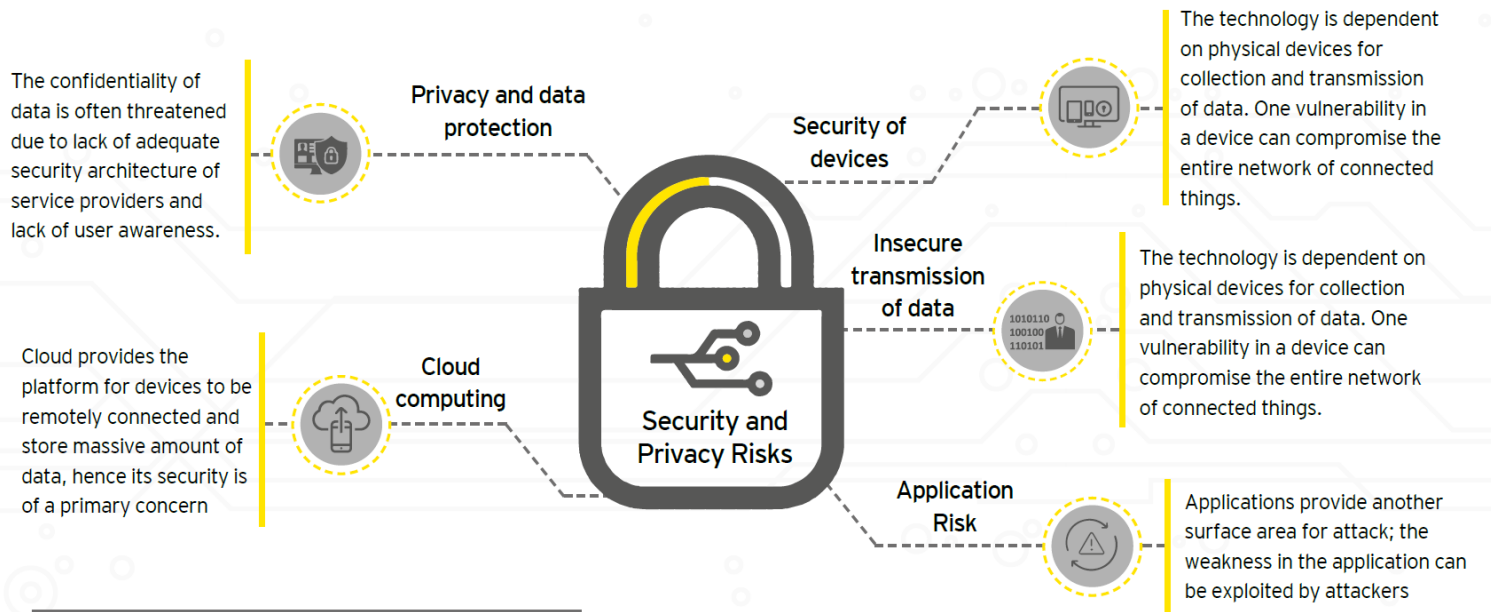 The confidentiality of
data is often threatened
due to lack of adequate
security architecture of
service providers and
lack of user awareness.
Privacy and data
protection
Cloud provides the
platform for devices to be
remotely connected and
store massive amount of
data, hence its security is
of a primary concern
Cloud
computing
Security and
Privacy Risks
Security of
devices
The technology is dependent
on physical devices for
collection and transmission
of data. One vulnerability in
a device can compromise the
entire network of connected
things.
Insecure
transmission
of data
1010110
100100
110101
The technology is dependent on
physical devices for collection
and transmission of data. One
vulnerability in a device can
compromise the entire network
of connected things.
Application
Risk
Applications provide another
surface area for attack; the
weakness in the application can
be exploited by attackers